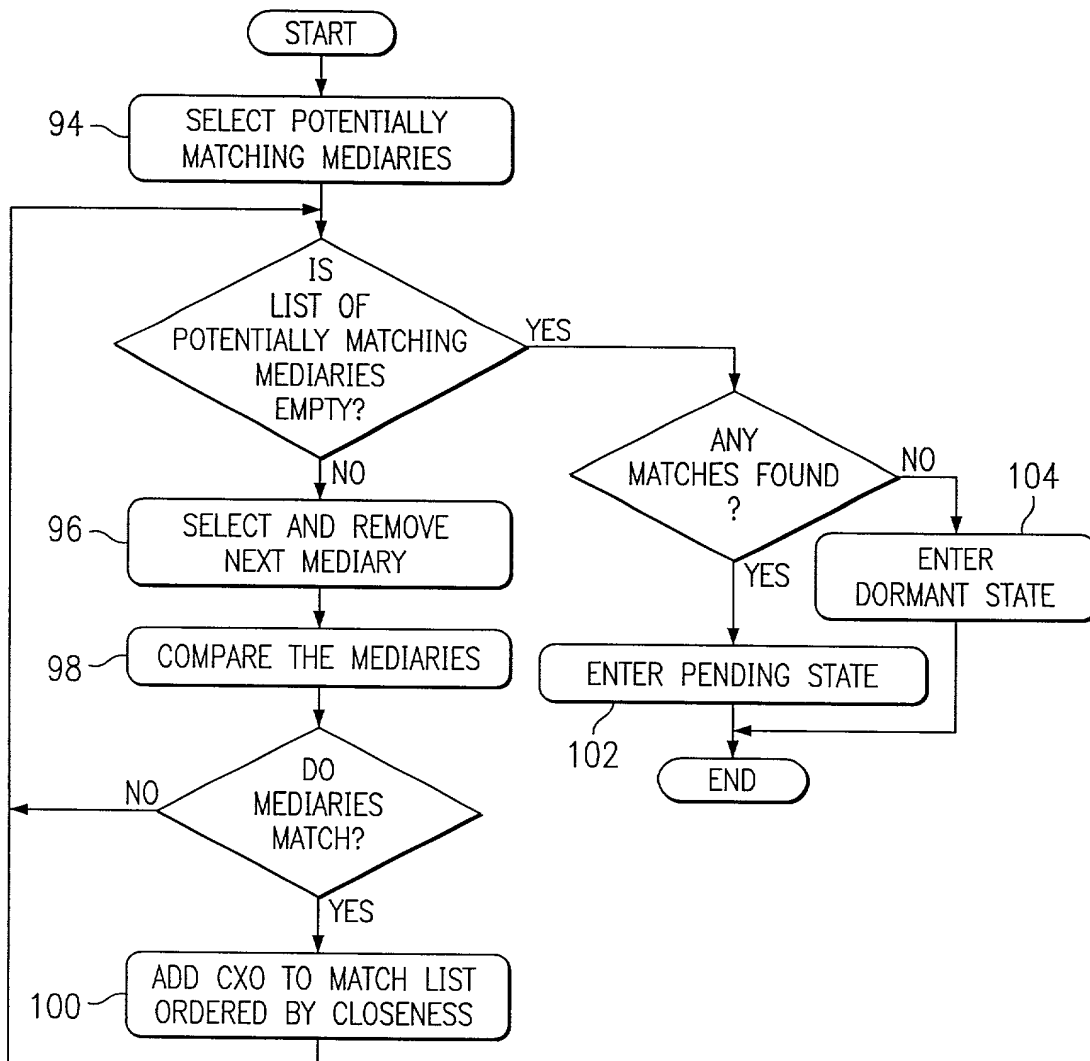 START
94
SELECT POTENTIALLY
MATCHING MEDIARIES
IS
LIST OF
POTENTIALLY MATCHING
MEDIARIES
EMPTY?
YES
NO
96
SELECT AND REMOVE
NEXT MEDIARY
98
COMPARE THE MEDIARIES
DO
MEDIARIES
MATCH?
NO
YES
100
ADD CXO TO MATCH LIST
ORDERED BY CLOSENESS
ANY
MATCHES FOUND
?
NO
YES
104
ENTER
DORMANT STATE
ENTER PENDING STATE
102
END